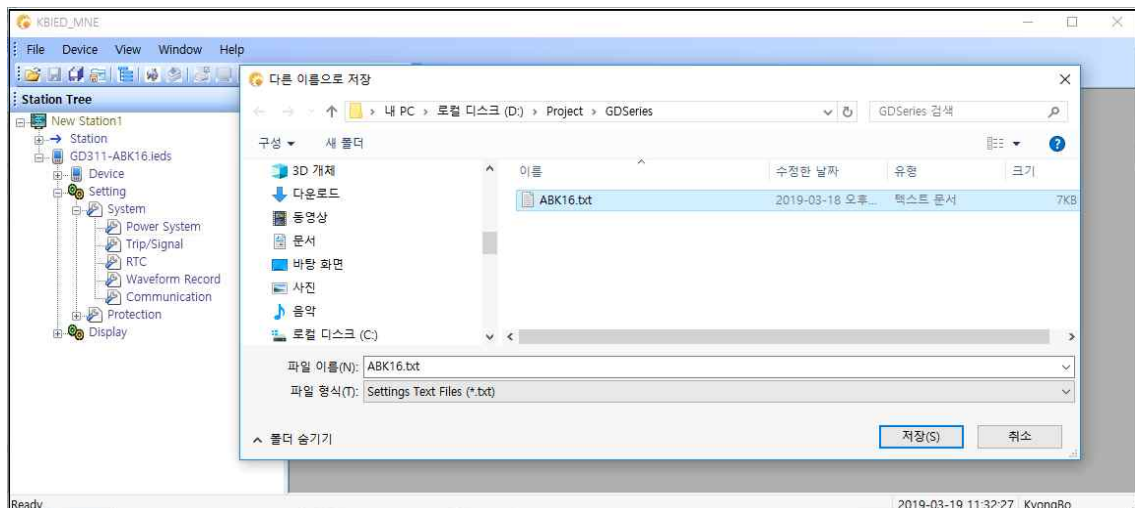 KBIED_MNE
File Device View Window Help
Station Tree
New Station1
Station
GD311-ABK16.ieds
Device
Setting
System
Power System
Trip/Signal
RTC
Waveform Record
Communication
Protection
Display
다른 이름으로 저장
내 PC > 로컬 디스크 (D:) > Project > GDSeries
GDSeries 검색
구성 새 폴더
3D 개체
다운로드
동영상
문서
바탕 화면
사진
음악
로컬 디스크 (C:)
이름 수정한 날짜 유형 크기
ABK16.txt 2019-03-18 오후... 텍스트 문서 7KB
파일 이름(N): ABK16.txt
파일 형식(T): Settings Text Files (*.txt)
폴더 숨기기 저장(S) 취소
Ready 2019-03-19 11:32:27 KyongBo